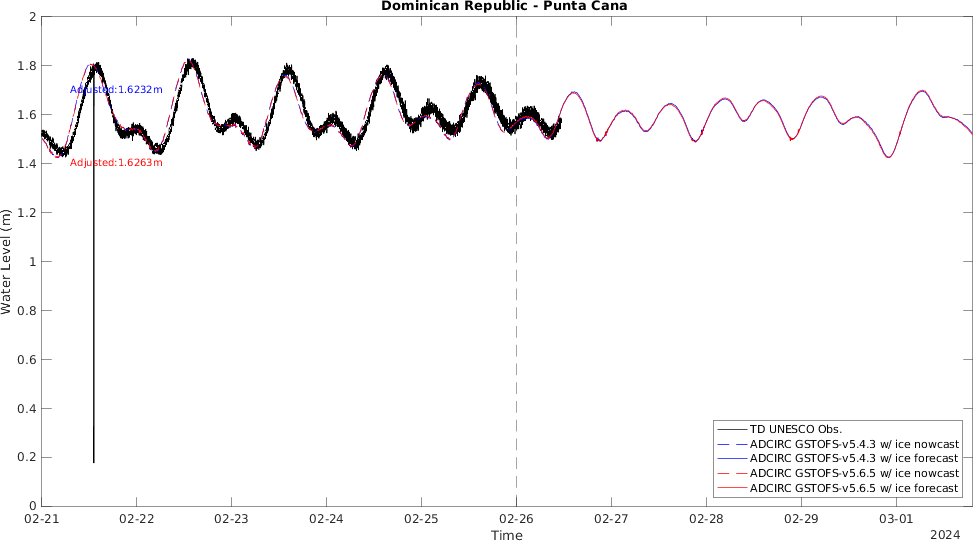 Dominican Republic - Punta Cana
2
1.8
1.6
1.4
1.2
1
0.8
0.6
0.4
0.2
0
Water Level (m)
Adjusted:1.6232m
Adjusted:1.6263m
TD UNESCO Obs.
ADCIRC GSTOFS-v5.4.3 w/ ice nowcast
ADCIRC GSTOFS-v5.4.3 w/ ice forecast
ADCIRC GSTOFS-v5.6.5 w/ ice nowcast
ADCIRC GSTOFS-v5.6.5 w/ ice forecast
02-21 02-22 02-23 02-24 02-25 02-26 02-27 02-28 02-29 03-01
Time
2024